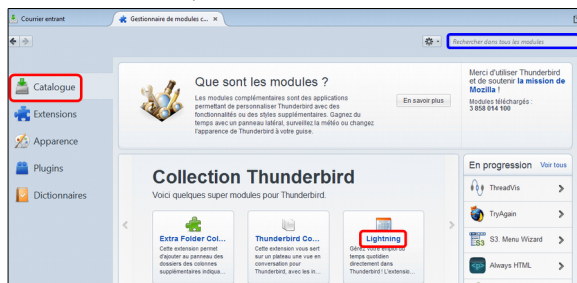 Courrier entrant
Gestionnaire de modules c... ×
Rechercher dans tous les modules
Catalogue
Extensions
Apparence
Plugins
Dictionnaires
Que sont les modules ?
Les modules complémentaires sont des applications
permettant de personnaliser Thunderbird avec des
fonctionnalités ou des styles supplémentaires. Gagnez du
temps avec un panneau latéral, surveillez la météo ou changez
l'apparence de Thunderbird à votre guise.
En savoir plus
Merci d'utiliser Thunderbird
et de soutenir la mission de
Mozilla !
Modules téléchargés :
3 858 014 100
Collection Thunderbird
Voici quelques super modules pour Thunderbird.
Extra Folder Col...
Cette extension permet
d'ajouter au panneau des
dossiers des colonnes
supplémentaires indique...
Thunderbird Co...
Cette extension vous sert
sur un plateau une vue en
conversation pour
Thunderbird, avec les in...
Lightning
Gérez votre emploi du
temps quotidien
directement dans
Thunderbird ! L'extensio...
En progression Voir tous
ThreadVis
TryAgain
S3. Menu Wizard
Always HTML